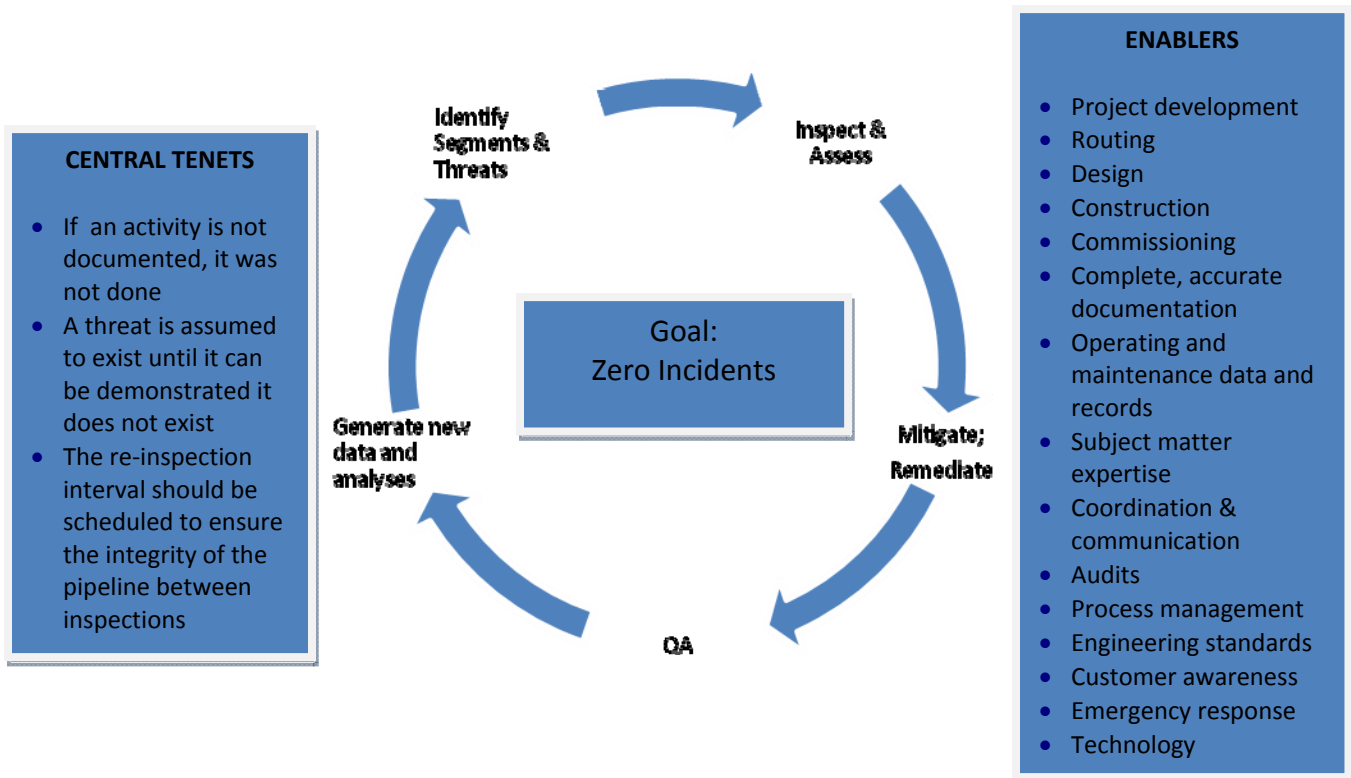 CENTRAL TENETS
• If an activity is not
documented, it was
not done
• A threat is assumed
to exist until it can
be demonstrated it
does not exist
• The re-inspection
interval should be
scheduled to ensure
the integrity of the
pipeline between
inspections
Identify
Segments &
Threats
Inspect &
Assess
Mitigate;
Remediate
QA
Generate new
data and
analyses
Goal:
Zero Incidents
ENABLERS
• Project development
• Routing
• Design
• Construction
• Commissioning
• Complete, accurate
documentation
• Operating and
maintenance data and
records
• Subject matter
expertise
• Coordination &
communication
• Audits
• Process management
• Engineering standards
• Customer awareness
• Emergency response
• Technology